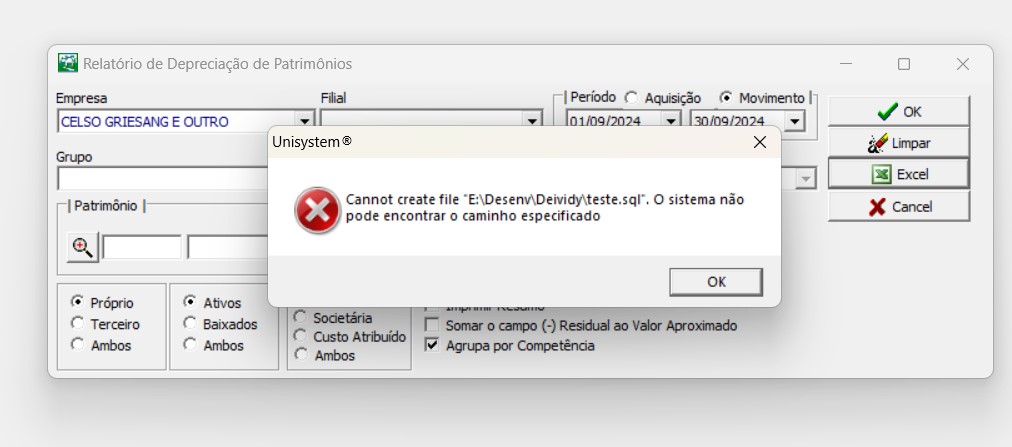 Relatório de Depreciação de Patrimônios
Empresa
Filial
Período
Aquisição
Movimento
CELSO GRIESANG E OUTRO
01/09/2024
30/09/2024
OK
Limpar
Excel
Cancel
Grupo
Patrimônio
Unisystem®
Cannot create file "E:\Desenv\Deividy\teste.sql". O sistema não
pode encontrar o caminho especificado
OK
Próprio
Terceiro
Ambos
Ativos
Baixados
Ambos
Societária
Custo Atribuído
Ambos
Imprimir Resumo
Somar o campo (-) Residual ao Valor Aproximado
Agrupa por Competência